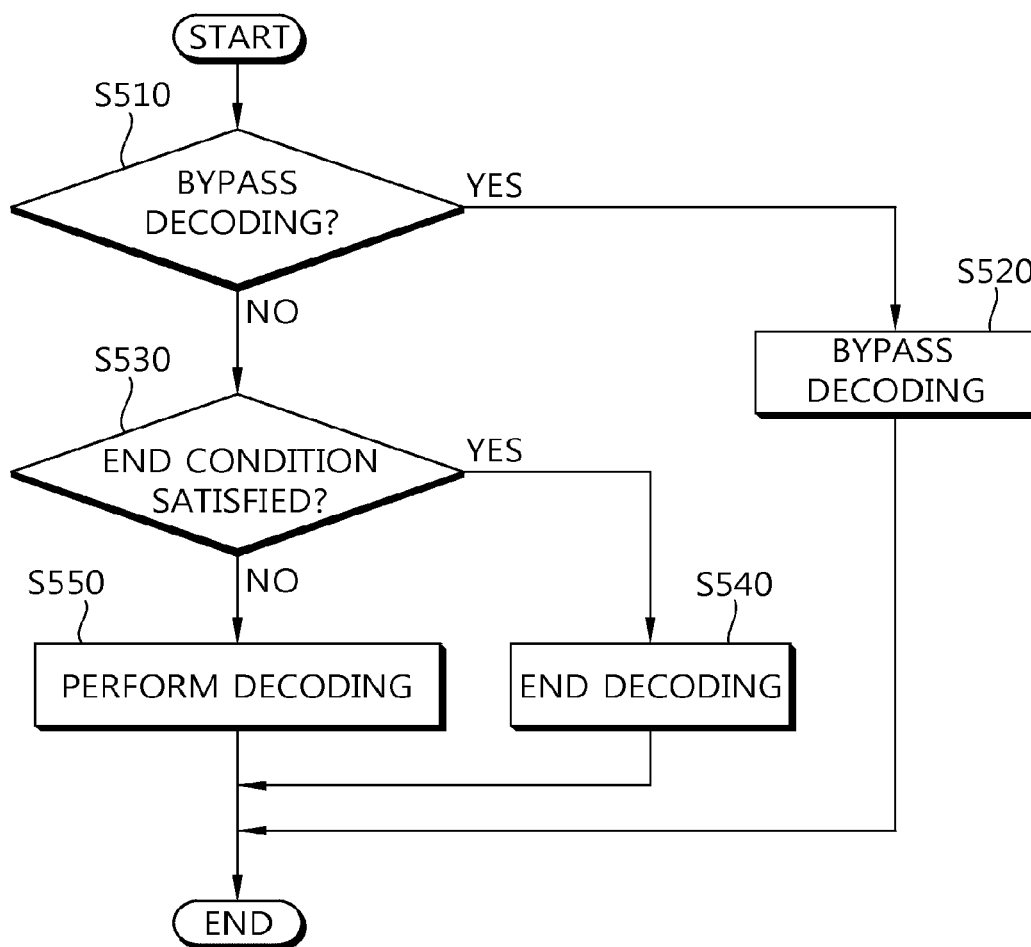 START
S510
BYPASS
DECODING?
YES
NO
S520
BYPASS
DECODING
S530
END CONDITION
SATISFIED?
YES
NO
S550
PERFORM DECODING
S540
END DECODING
END